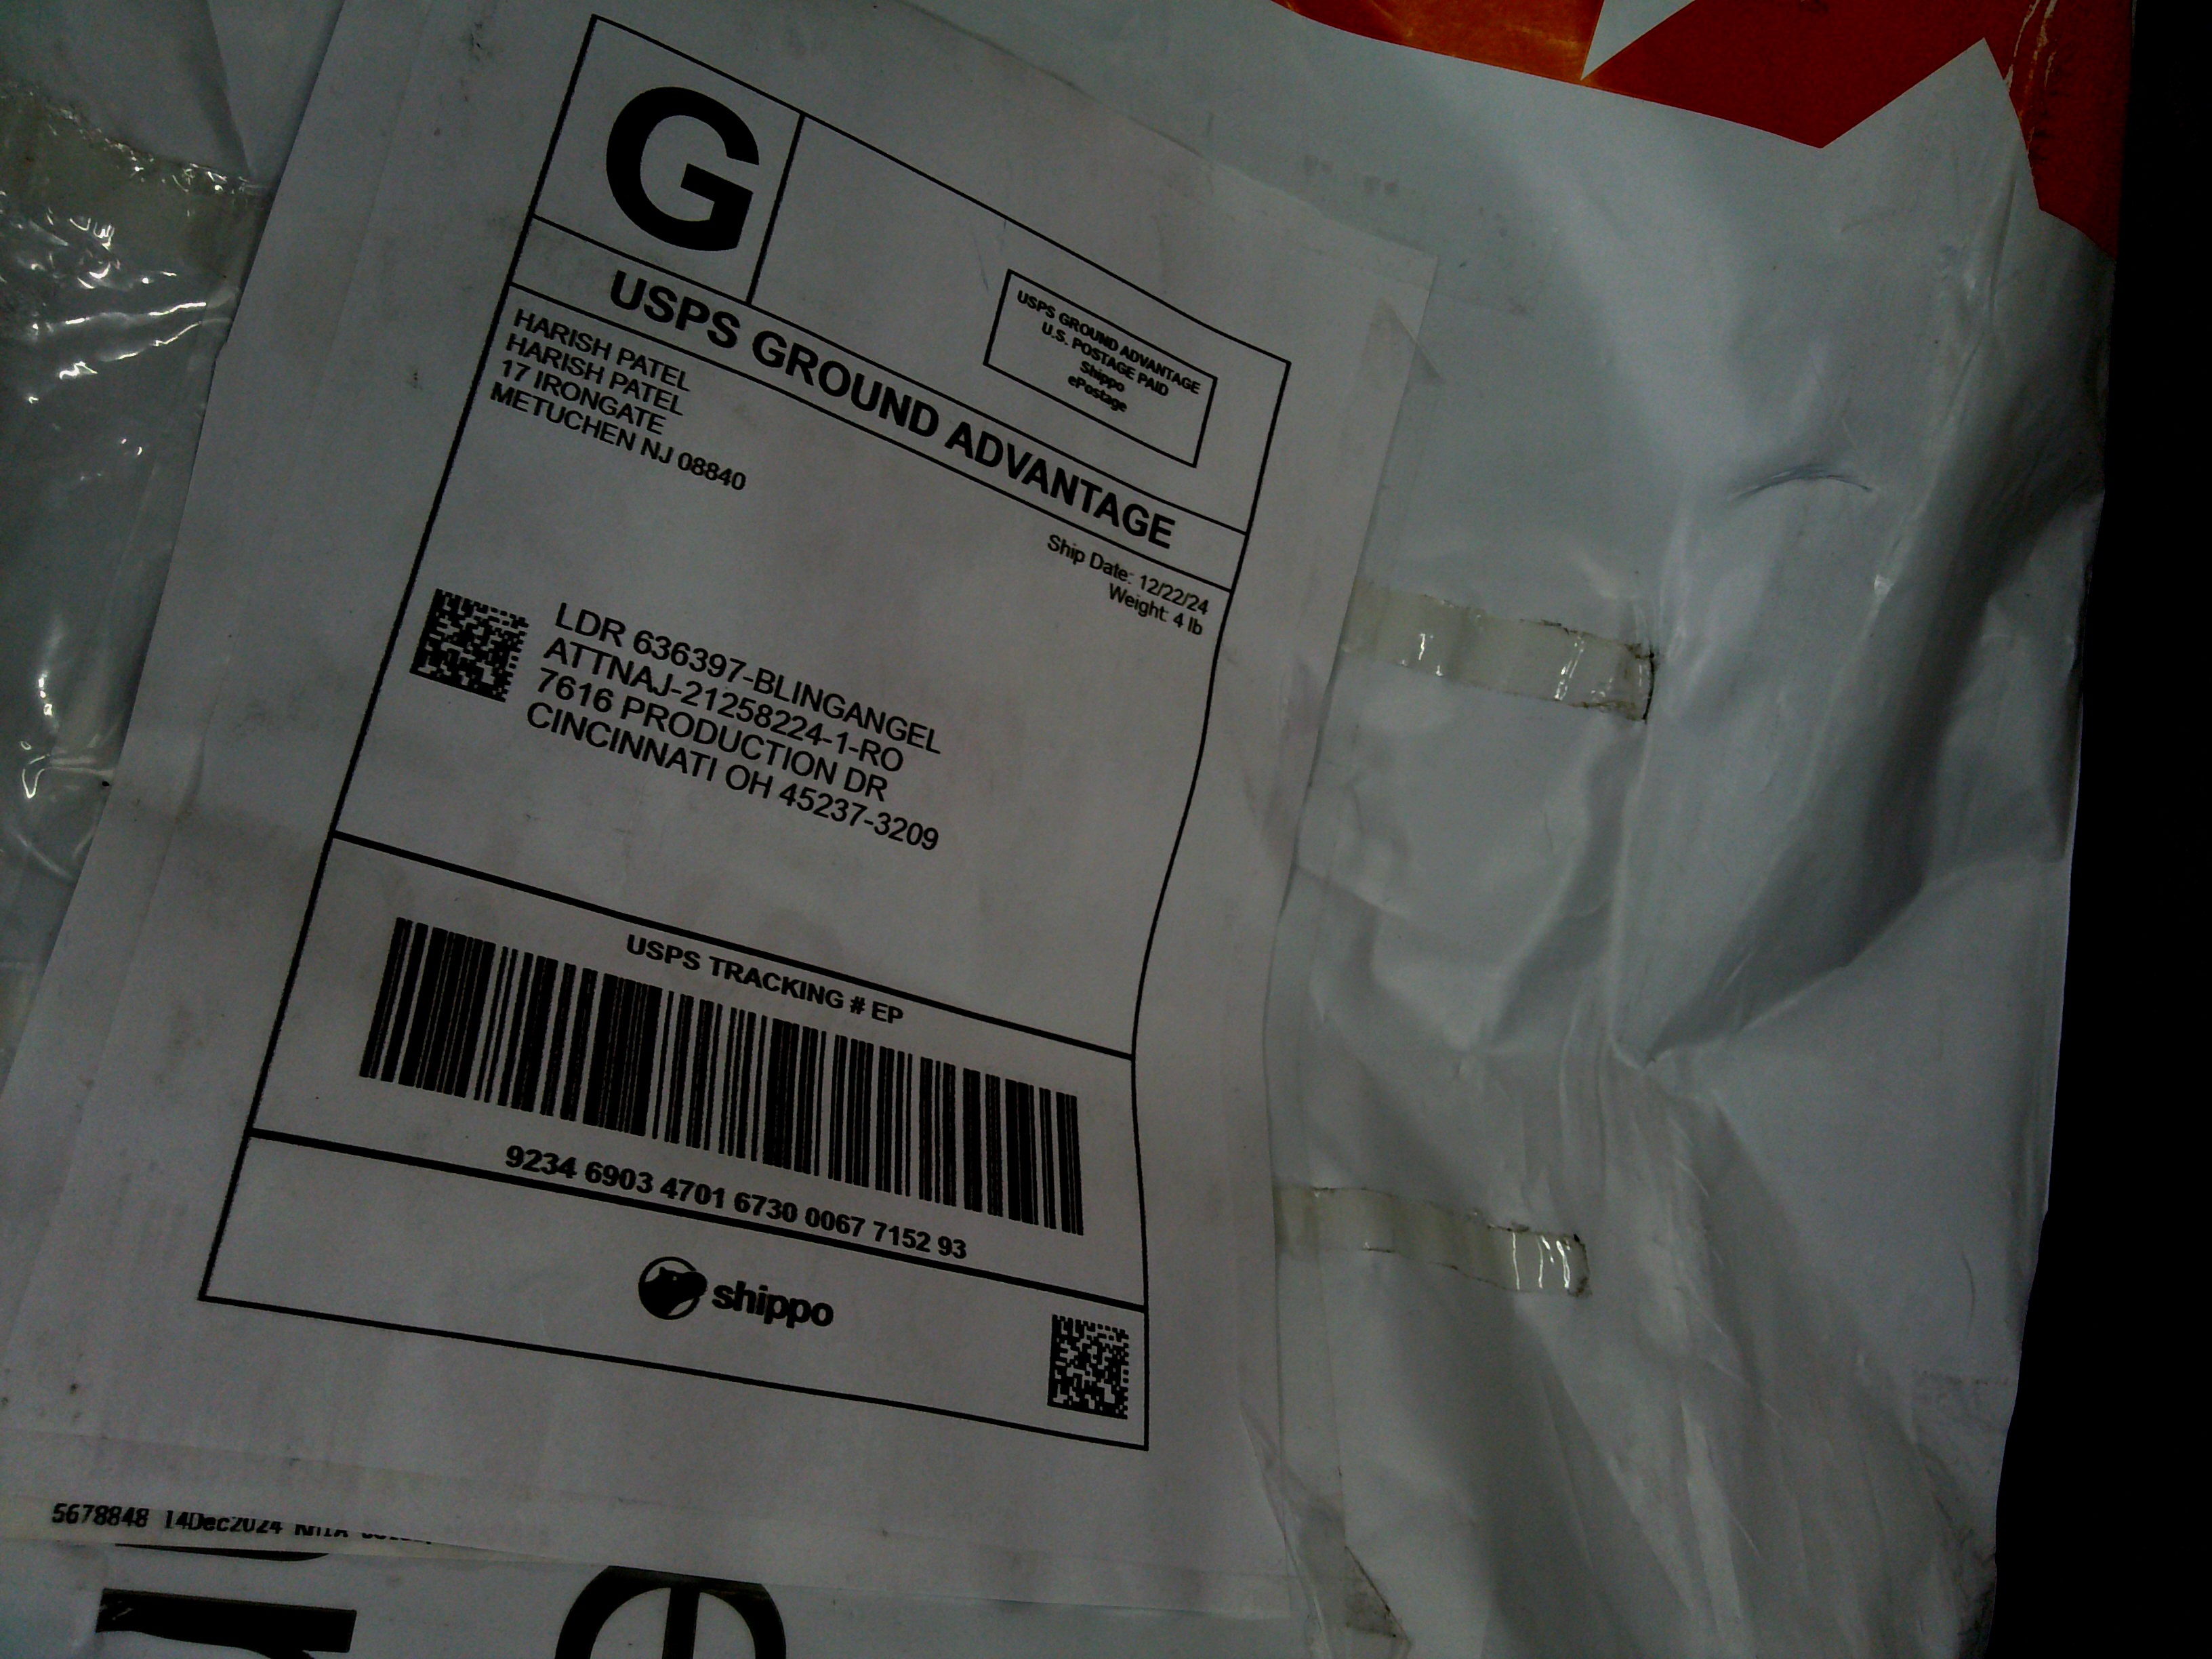 G
USPS GROUND ADVANTAGE
U.S. POSTAGE PAID
Shippo
ePostage
USPS GROUND ADVANTAGE
HARISH PATEL
HARISH PATEL
17 IRONGATE
METUCHEN NJ 08840
Ship Date: 12/22/24
Weight: 4 lb
LDR 636397-BLINGANGEL
ATTNAJ-21258224-1-RO
7616 PRODUCTION DR
CINCINNATI OH 45237-3209
USPS TRACKING # EP
9234 6903 4701 6730 0067 7152 93
shippo
5678848 14Dec2024